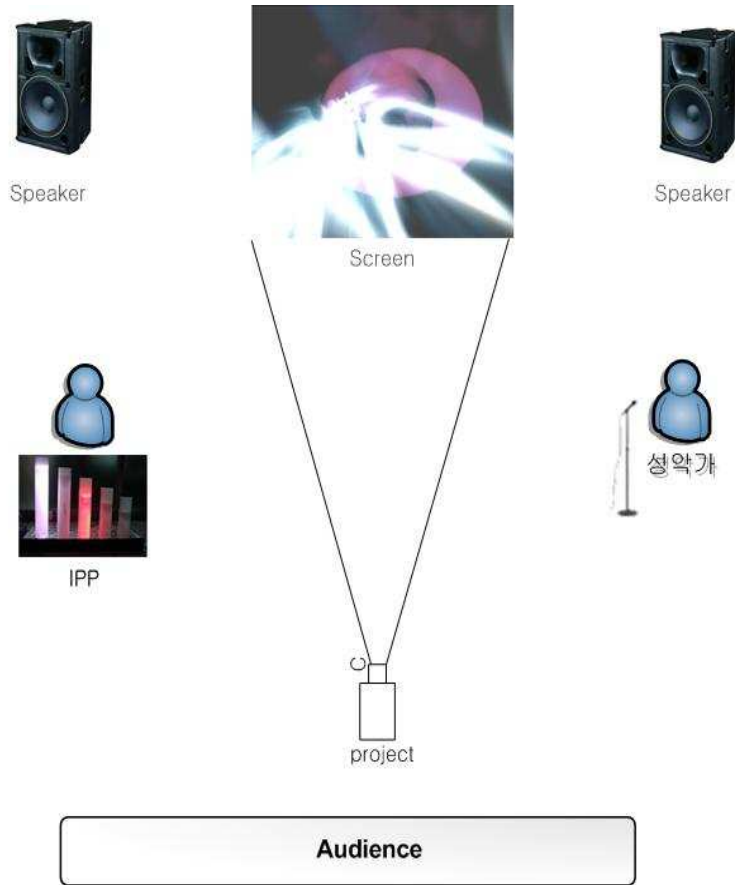 Speaker
Screen
Speaker
성악가
IPP
C
project
Audience